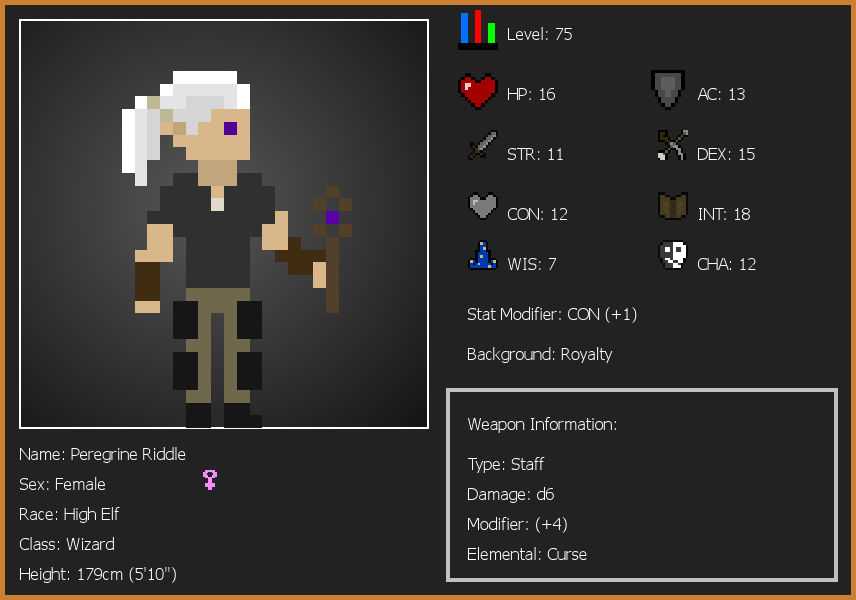 Level: 75
HP: 16
AC: 13
STR: 11
DEX: 15
CON: 12
INT: 18
WIS: 7
CHA: 12
Stat Modifier: CON (+1)
Background: Royalty
Weapon Information:
Type: Staff
Damage: d6
Modifier: (+4)
Elemental: Curse
Name: Peregrine Riddle
Sex: Female
Race: High Elf
Class: Wizard
Height: 179cm (5'10")